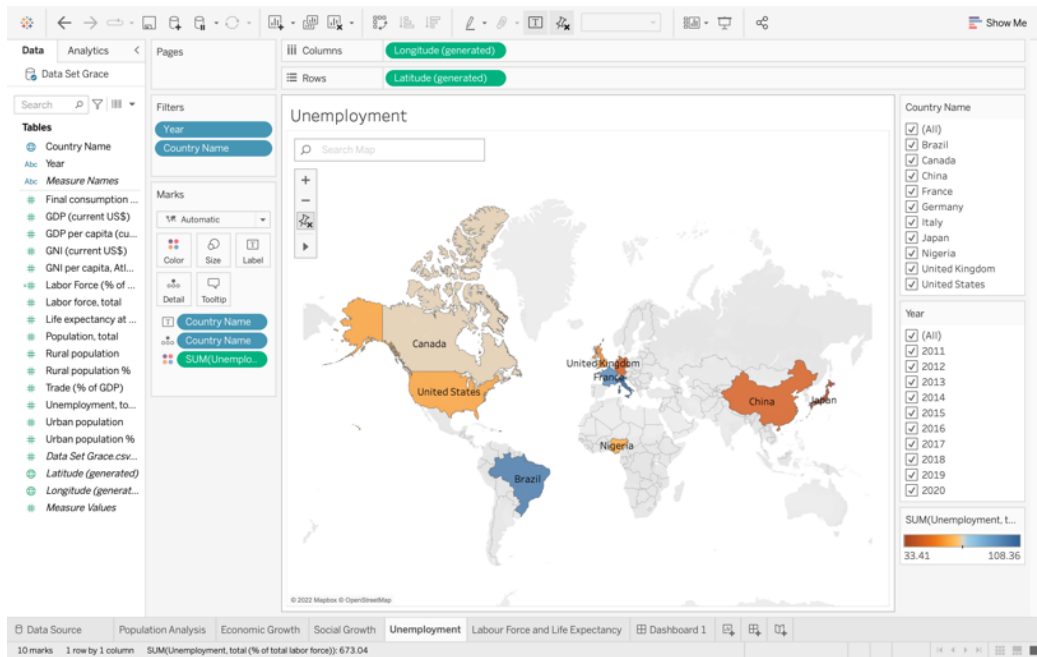 Show Me
Data
Analytics
Pages
Columns
Longitude (generated)
Data Set Grace
Rows
Latitude (generated)
Search
Filters
Tables
Year
Country Name
Country Name
Abc Year
Abc Measure Names
Marks
Final consumption ...
GDP (current US$)
Automatic
GDP per capita (cu...
GNI (current US$)
Color
Size
Label
GNI per capita, Atl...
Labor Force (% of ...
Labor force, total
Detail
Tooltip
Life expectancy at ...
Country Name
Population, total
Country Name
Rural population
SUM(Unemplo..
Rural population %
Trade (% of GDP)
Unemployment, to...
Urban population
Urban population %
Data Set Grace.csv...
Latitude (generated)
Longitude (generat...
Measure Values
Unemployment
Search Map
Canada
United States
United Kingdom
France
China
Japan
Nigeria
Brazil
© 2022 Mapbox © OpenStreetMap
Country Name
(All)
Brazil
Canada
China
France
Germany
Italy
Japan
Nigeria
United Kingdom
United States
Year
(All)
2011
2012
2013
2014
2015
2016
2017
2018
2019
2020
SUM(Unemployment, t...
33.41
108.36
Data Source
Population Analysis
Economic Growth
Social Growth
Unemployment
Labour Force and Life Expectancy
Dashboard 1
10 marks
1 row by 1 column
SUM(Unemployment, total (% of total labor force)): 673.04